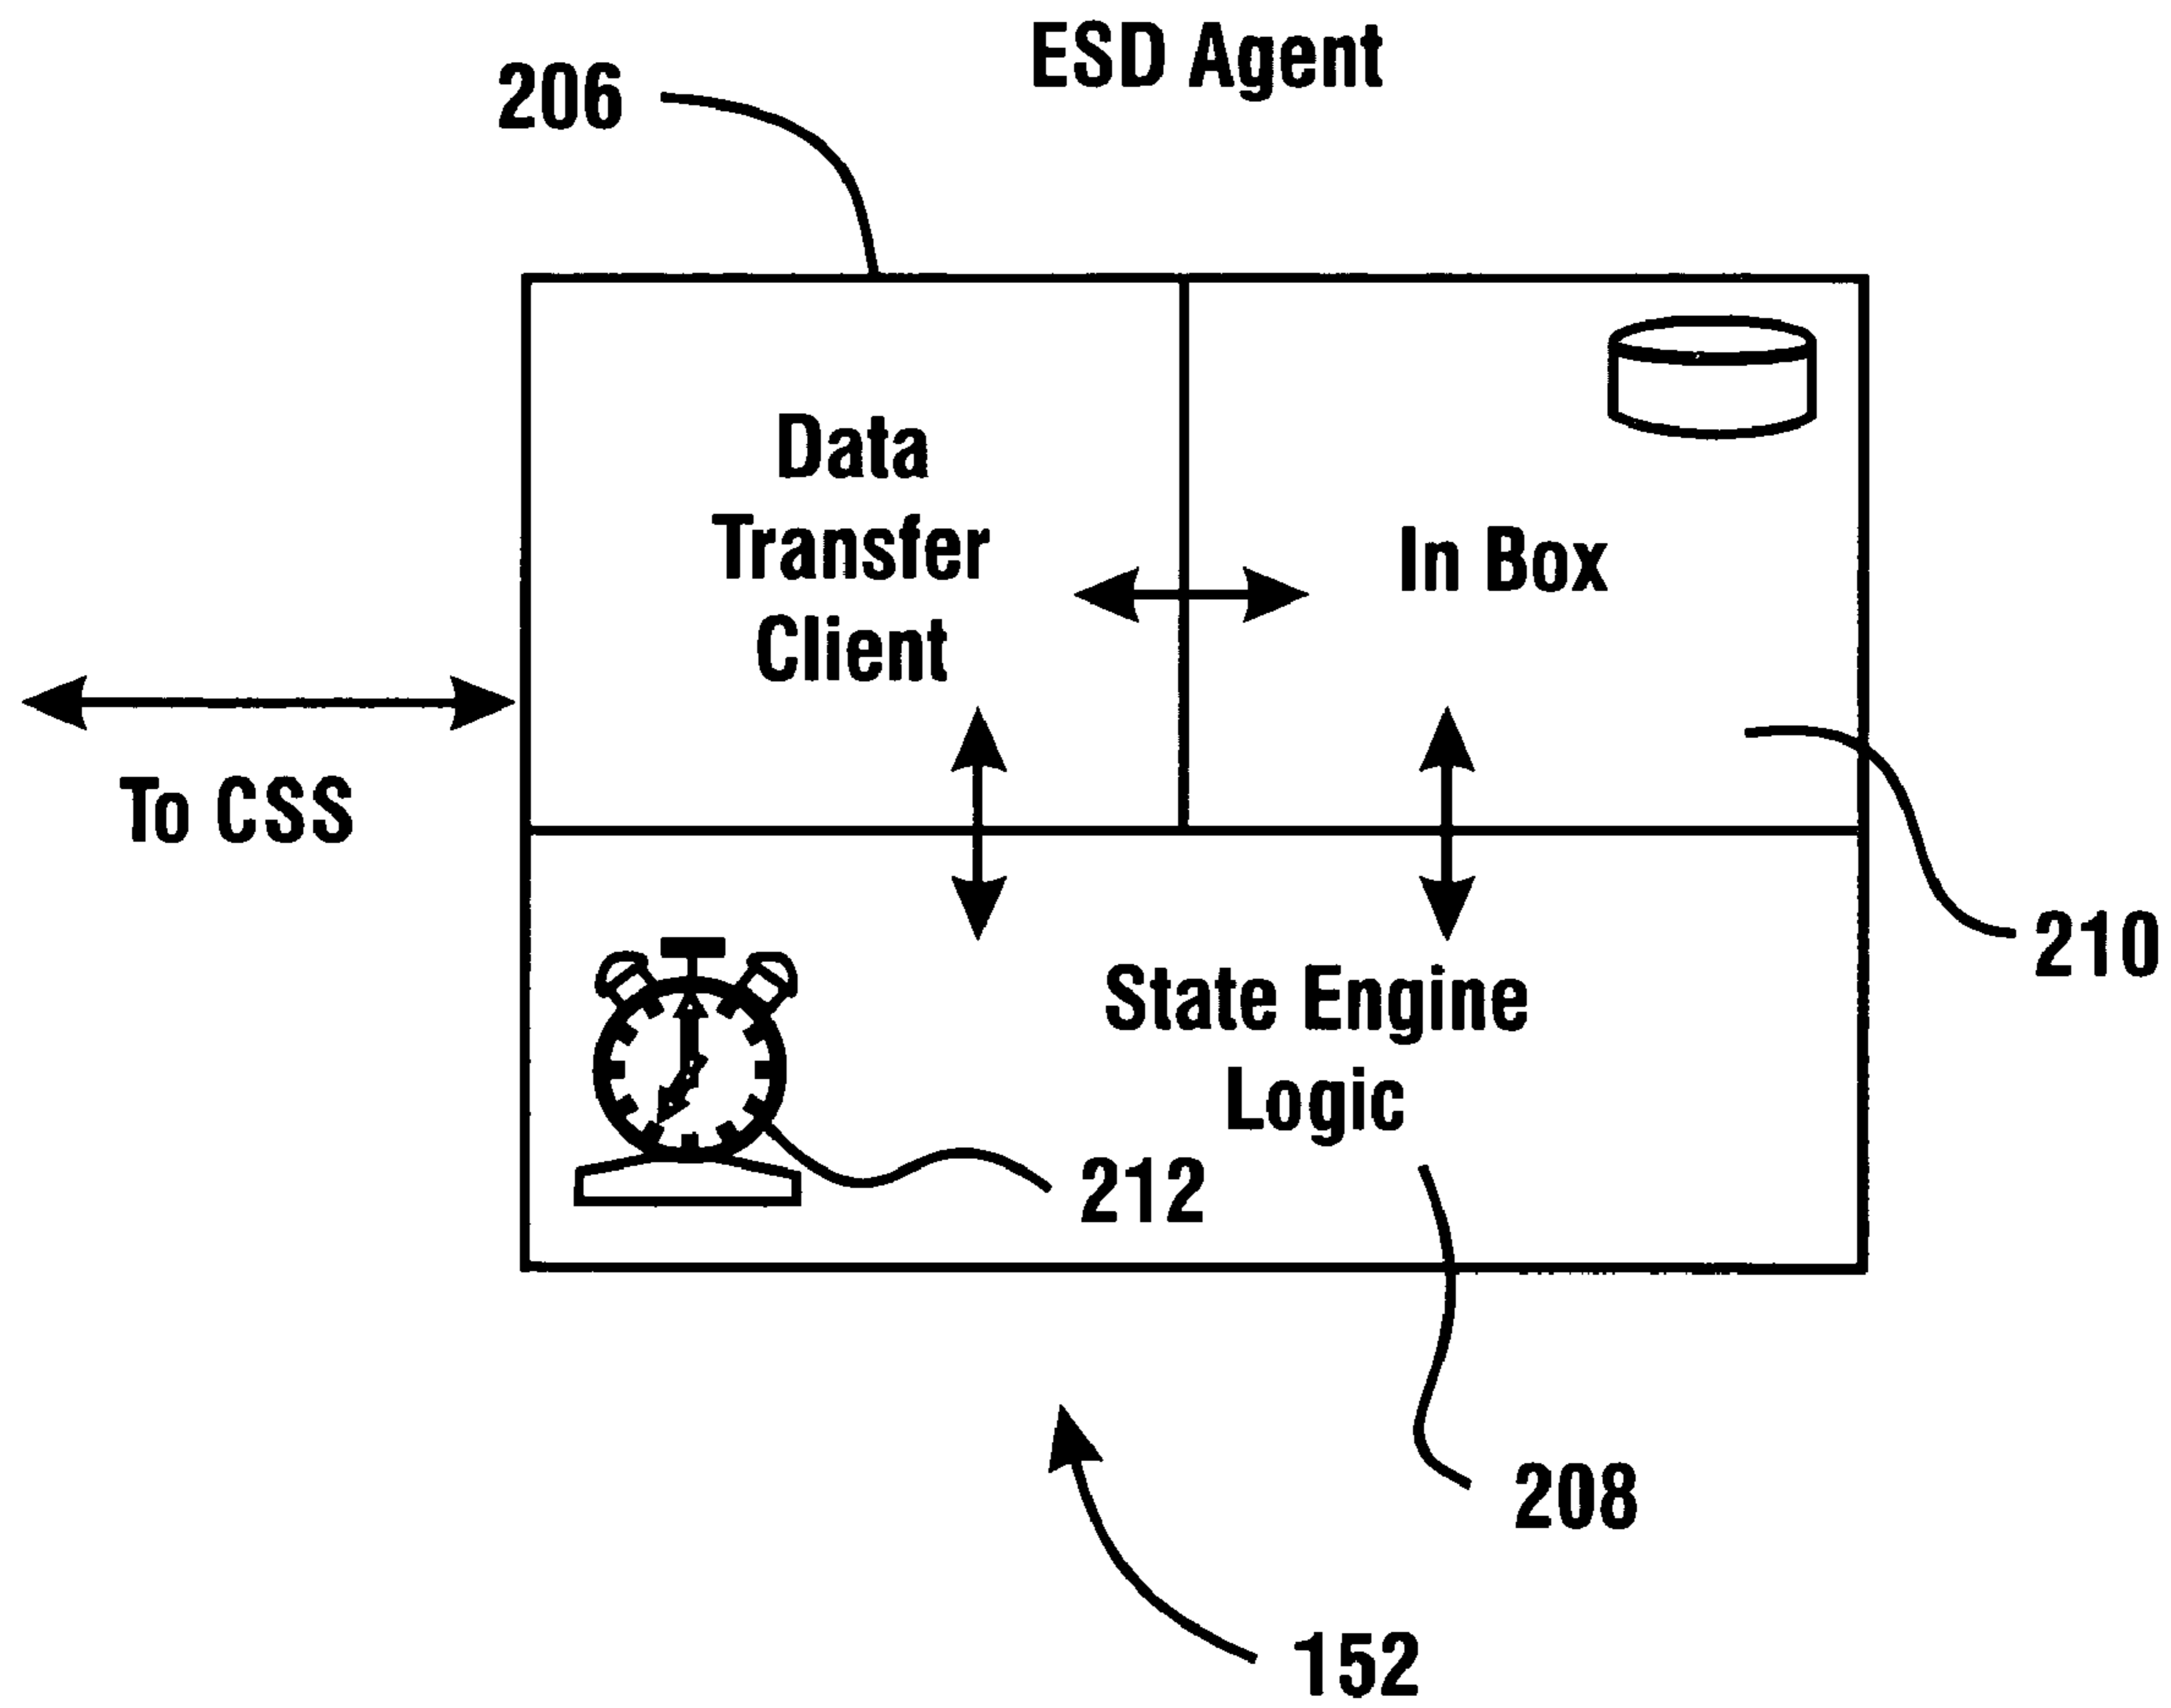 ESD Agent
206
Data
Transfer
Client
In Box
To CSS
210
State Engine
Logic
212
208
152